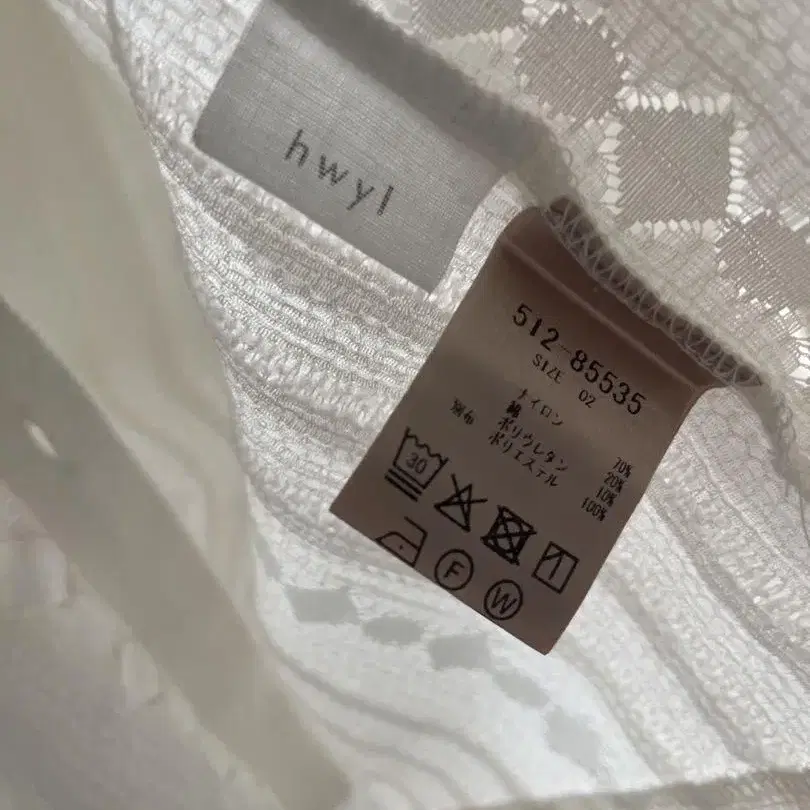 hwyl
512-85535
SIZE 02
ナイロン 70%
綿 20%
ポリウレタン 10%
別布 ポリエステル 100%
30
F
W